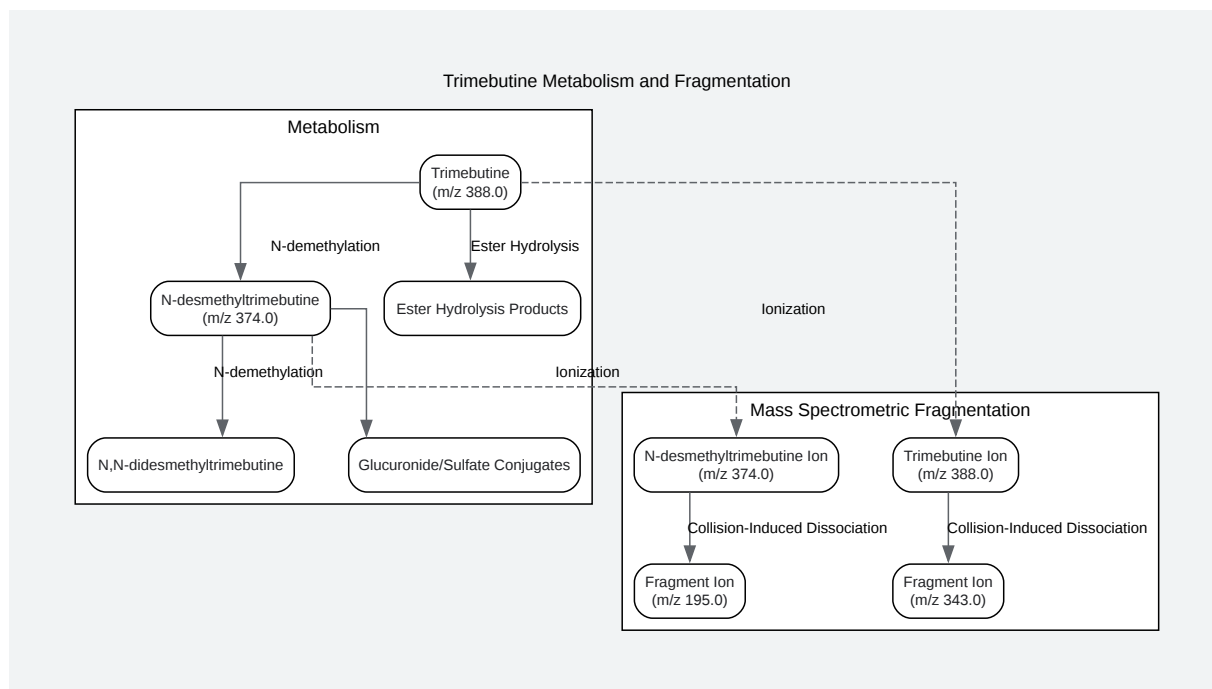 Trimebutine Metabolism and Fragmentation
Metabolism
Trimebutine
(m/z 388.0)
N-demethylation
Ester Hydrolysis
N-desmethyltrimebutine
(m/z 374.0)
Ester Hydrolysis Products
Ionization
N-demethylation
Ionization
Mass Spectrometric Fragmentation
N,N-didesmethyltrimebutine
Glucuronide/Sulfate Conjugates
N-desmethyltrimebutine Ion
(m/z 374.0)
Trimebutine Ion
(m/z 388.0)
Collision-Induced Dissociation
Collision-Induced Dissociation
Fragment Ion
(m/z 195.0)
Fragment Ion
(m/z 343.0)